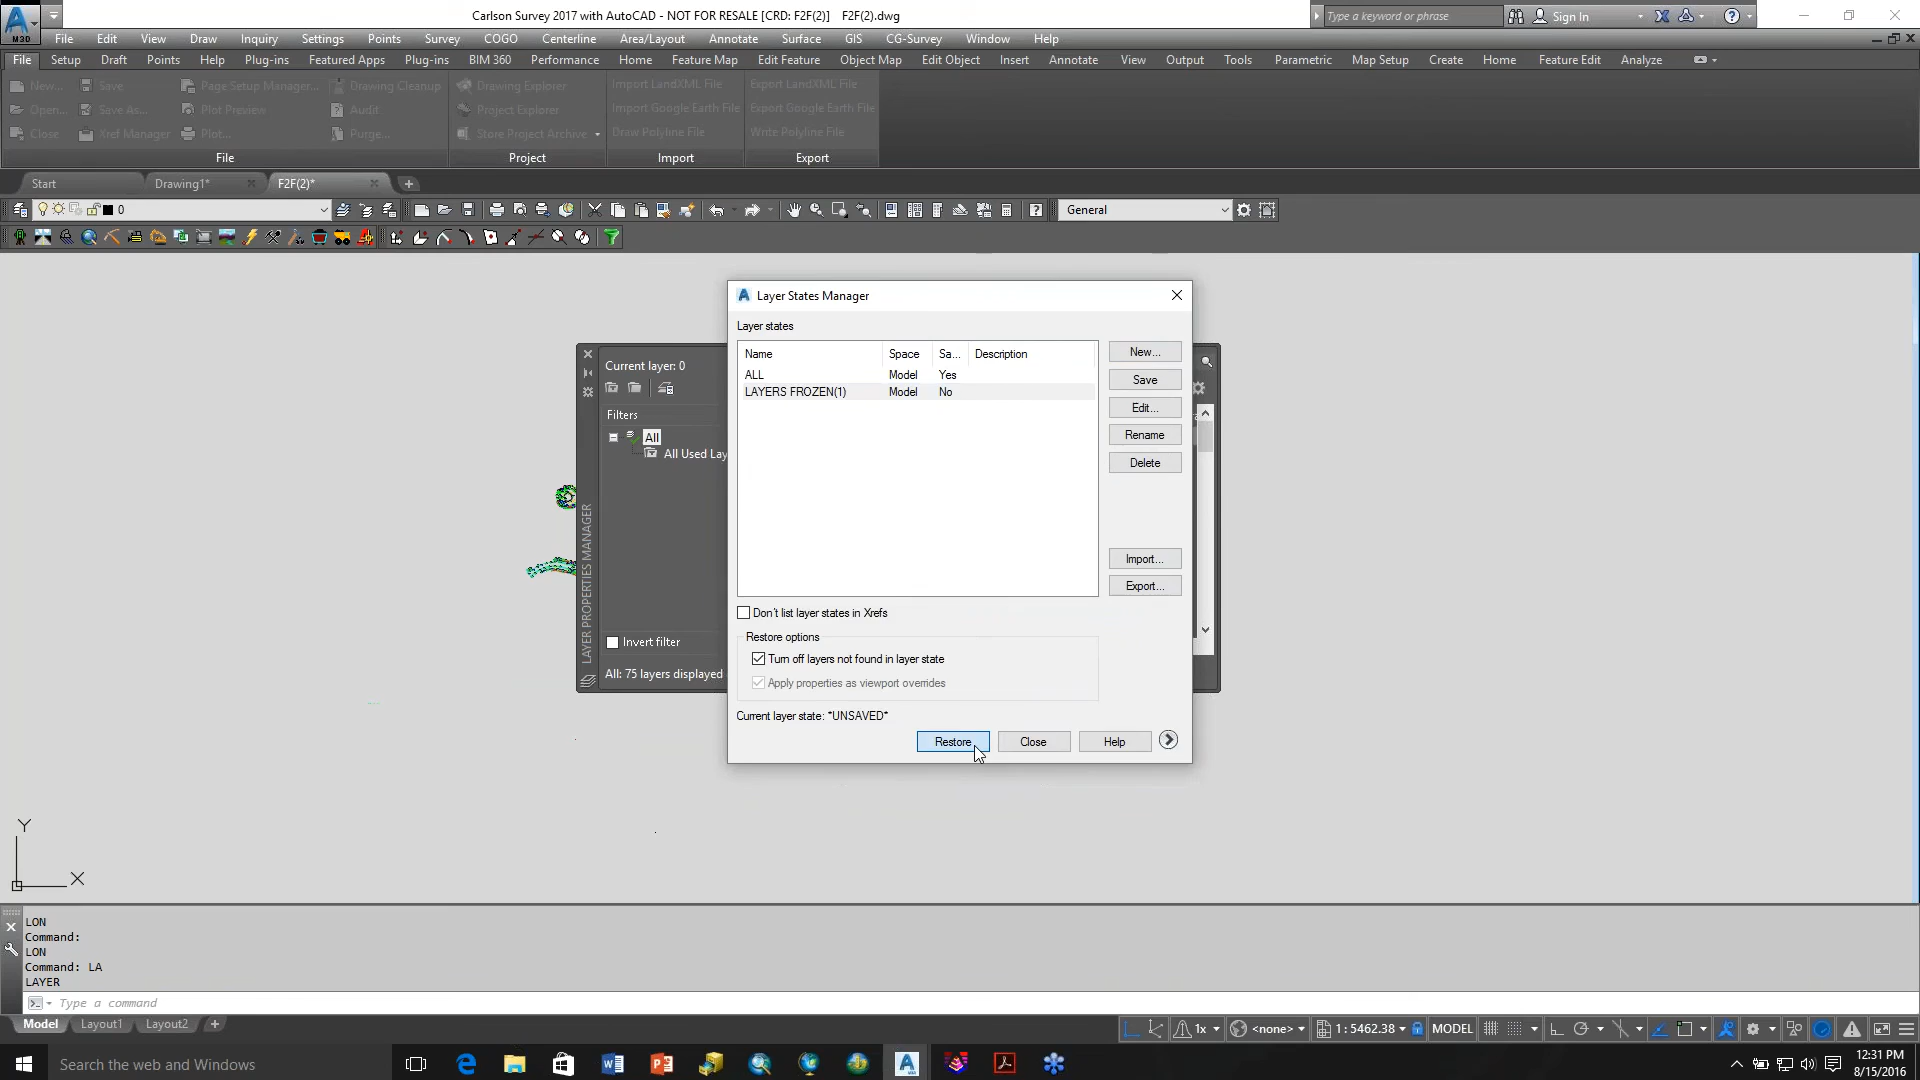 Carlson Survey 2017 with AutoCAD - NOT FOR RESALE [CRD: F2F(2)] F2F(2).dwg
Type a keyword or phrase
Sign In
M3D
File Edit View Draw Inquiry Settings Points Survey COGO Centerline Area/Layout Annotate Surface GIS CG-Survey Window Help
File Setup Draft Points Help Plug-ins Featured Apps Plug-ins BIM 360 Performance Home Feature Map Edit Feature Object Map Edit Object Insert Annotate View Output Tools Parametric Map Setup Create Home Feature Edit Analyze
New... Save Page Setup Manager... Drawing Cleanup Drawing Explorer Import LandXML File Export LandXML File
Open... Save As... Plot Preview Audit Project Explorer Import Google Earth File Export Google Earth File
Close Xref Manager Plot... Purge... Store Project Archive Draw Polyline File Write Polyline File
File Project Import Export
Start Drawing1* F2F(2)*
0 General
Layer States Manager
Layer states
Name Space Sa... Description
ALL Model Yes
LAYERS FROZEN(1) Model No
New...
Save
Edit...
Rename
Delete
Import...
Export...
Don't list layer states in Xrefs
Restore options
Turn off layers not found in layer state
Apply properties as viewport overrides
Current layer state: *UNSAVED*
Restore Close Help
Current layer: 0
Filters
All
All Used Lay
Invert filter
All: 75 layers displayed
LAYER PROPERTIES MANAGER
Y
X
LON
Command:
LON
Command: LA
LAYER
Type a command
Model Layout1 Layout2
1x <none> 1 : 5462.38 MODEL
Search the web and Windows
12:31 PM
8/15/2016